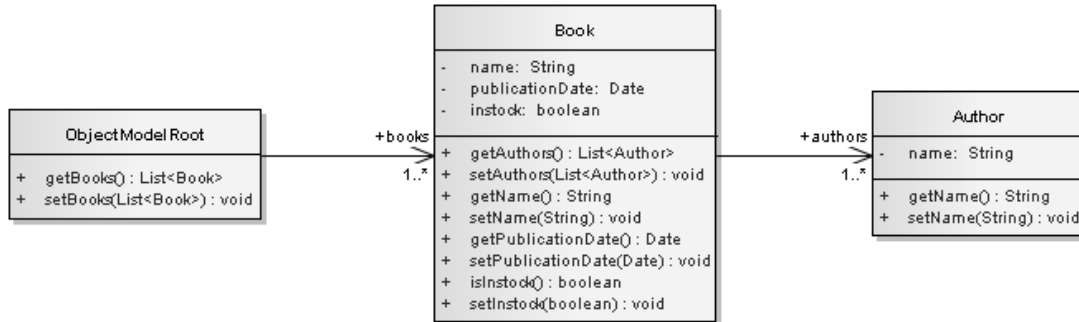 ObjectModelRoot
+ getBooks() : List<Book>
+ setBooks(List<Book>) : void
+books
1..*
Book
- name: String
- publicationDate: Date
- instock: boolean
+ getAuthors() : List<Author>
+ setAuthors(List<Author>) : void
+ getName() : String
+ setName(String) : void
+ getPublicationDate() : Date
+ setPublicationDate(Date) : void
+ isInstock() : boolean
+ setInstock(boolean) : void
+authors
1..*
Author
- name: String
+ getName() : String
+ setName(String) : void